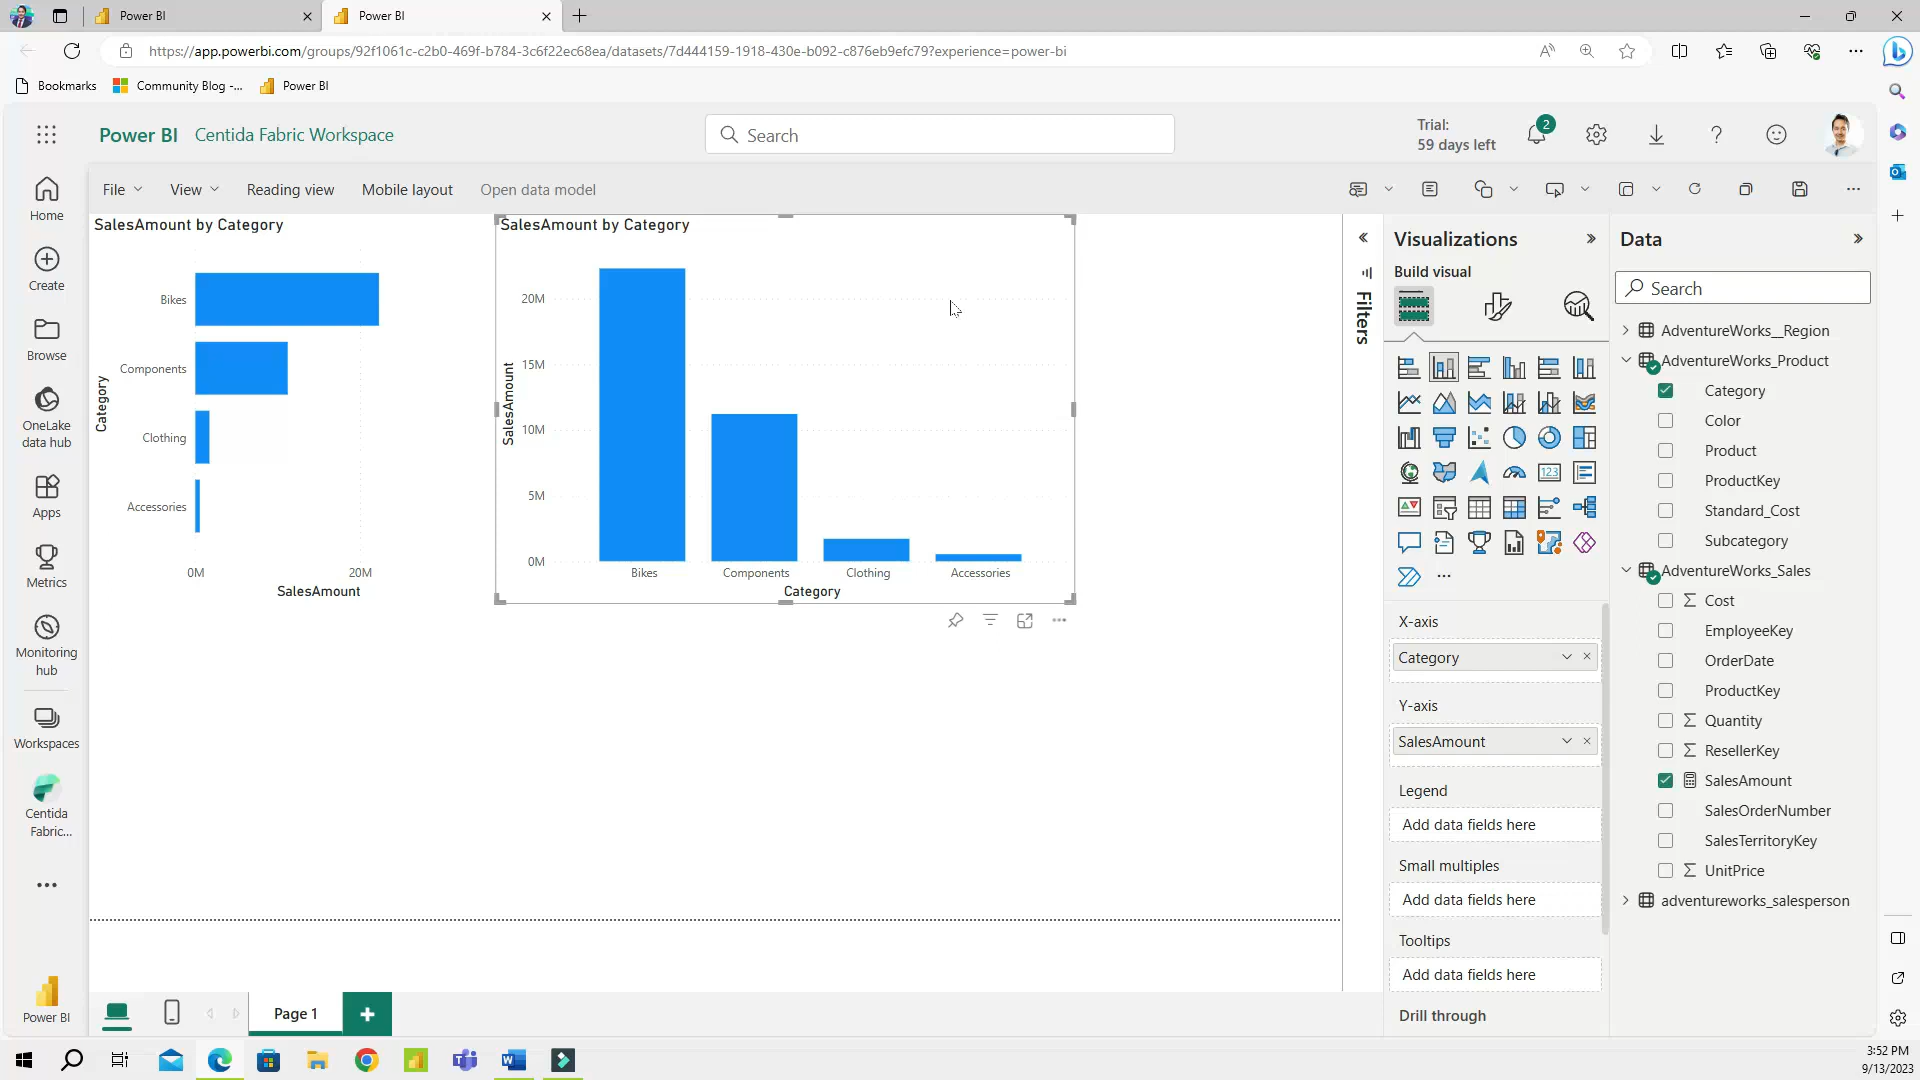 Power BI
Power BI
https://app.powerbi.com/groups/92f1061c-c2b0-469f-b784-3c6f22ec68ea/datasets/7d444159-1918-430e-b092-c876eb9efc79?experience=power-bi
Bookmarks
Community Blog -...
Power BI
Power BI Centida Fabric Workspace
Search
Trial:
59 days left
2
File
View
Reading view
Mobile layout
Open data model
Home
Create
Browse
OneLake
data hub
Apps
Metrics
Monitoring
hub
Workspaces
Centida
Fabric...
Power BI
SalesAmount by Category
Category
Bikes
Components
Clothing
Accessories
0M
20M
SalesAmount
SalesAmount by Category
SalesAmount
20M
15M
10M
5M
0M
Bikes
Components
Clothing
Accessories
Category
Filters
Visualizations
Build visual
123
X-axis
Category
Y-axis
SalesAmount
Legend
Add data fields here
Small multiples
Add data fields here
Tooltips
Add data fields here
Drill through
Data
Search
AdventureWorks__Region
AdventureWorks_Product
Category
Color
Product
ProductKey
Standard_Cost
Subcategory
AdventureWorks_Sales
Cost
EmployeeKey
OrderDate
ProductKey
Quantity
ResellerKey
SalesAmount
SalesOrderNumber
SalesTerritoryKey
UnitPrice
adventureworks_salesperson
Page 1
3:52 PM
9/13/2023